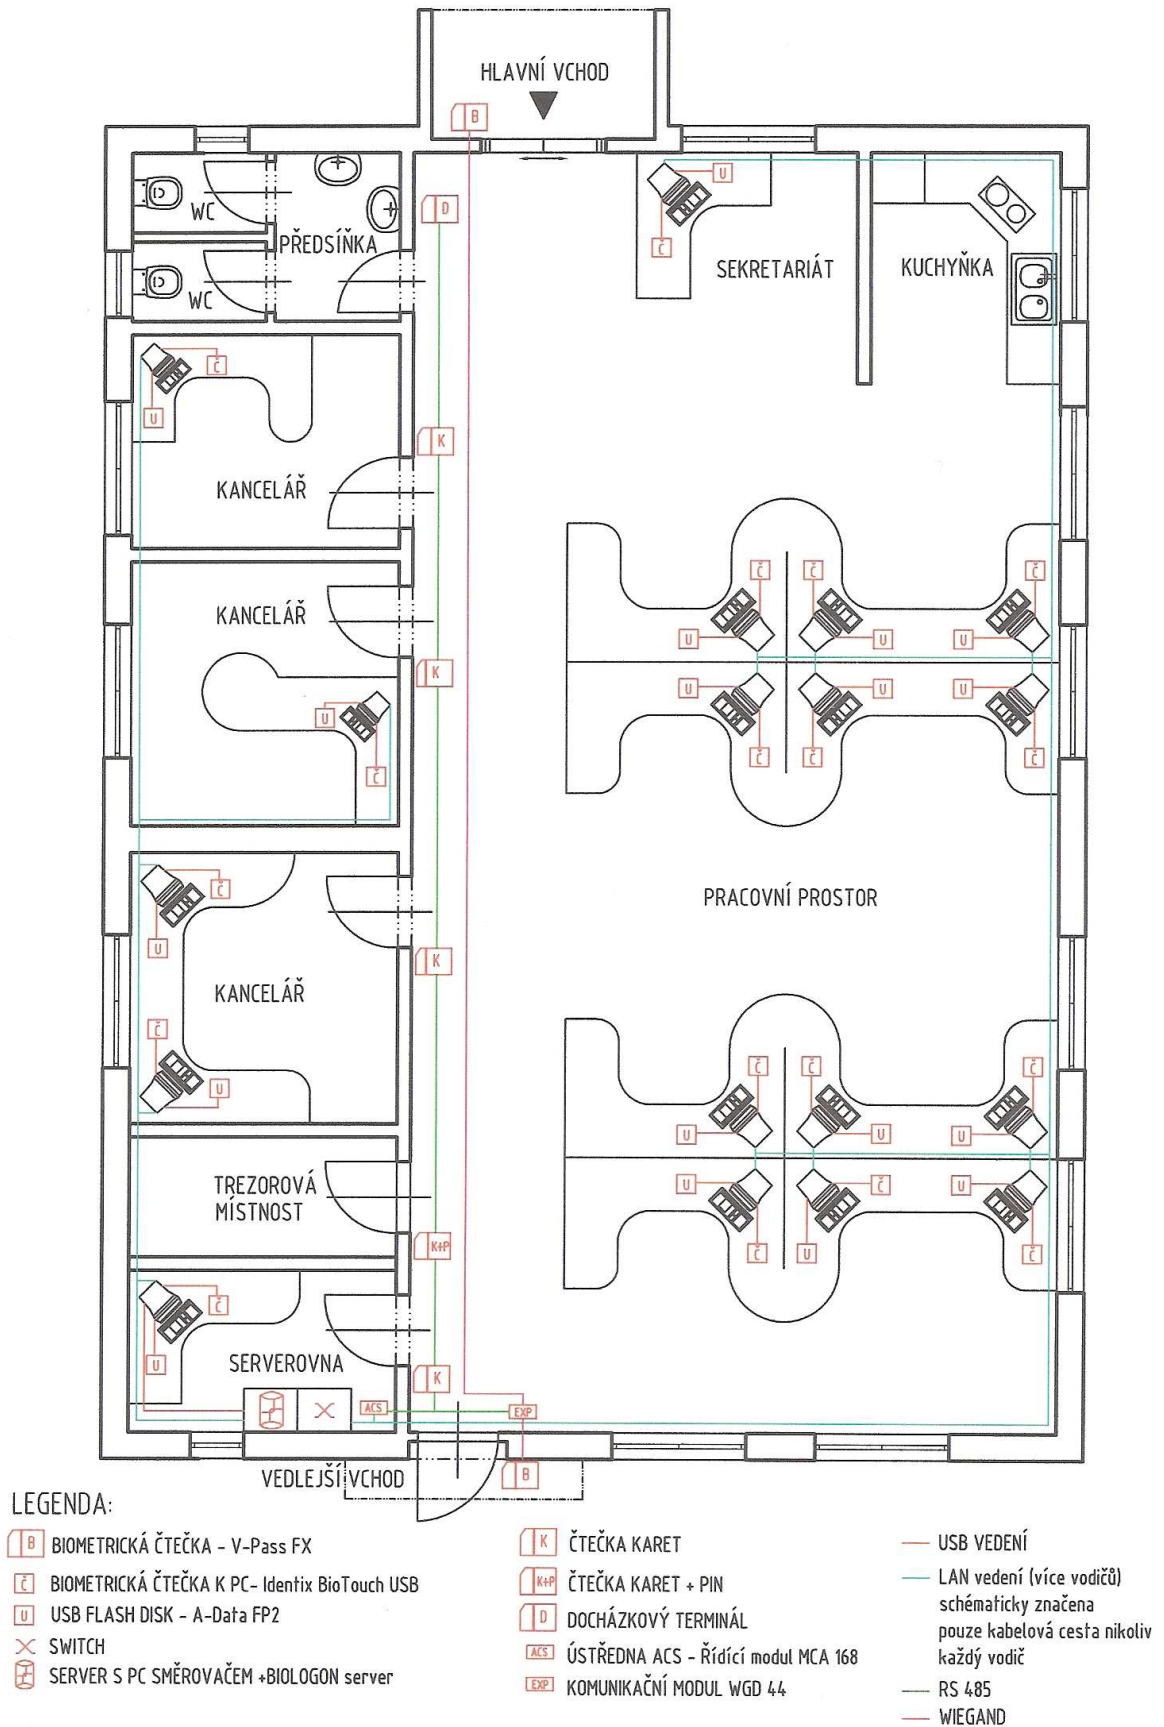 HLAVNÍ VCHOD
B
WC
PŘEDSÍŇKA
D
U
Č
SEKRETARIÁT
KUCHYŇKA
WC
Č
U
K
KANCELÁŘ
KANCELÁŘ
Č
Č
Č
U
U
U
K
U
Č
U
U
U
Č
Č
Č
Č
U
PRACOVNÍ PROSTOR
K
KANCELÁŘ
Č
U
Č
Č
Č
U
U
U
TREZOROVÁ
MÍSTNOST
U
Č
U
K+P
Č
U
Č
Č
U
SERVEROVNA
K
ACS
EXP
VEDLEJŠÍ VCHOD
B
LEGENDA:
B BIOMETRICKÁ ČTEČKA - V-Pass FX
Č BIOMETRICKÁ ČTEČKA K PC- Identix BioTouch USB
U USB FLASH DISK - A-Data FP2
SWITCH
SERVER S PC SMĚROVAČEM +BIOLOGON server
K ČTEČKA KARET
K+P ČTEČKA KARET + PIN
D DOCHÁZKOVÝ TERMINÁL
ACS ÚSTŘEDNA ACS - Řídící modul MCA 168
EXP KOMUNIKAČNÍ MODUL WGD 44
USB VEDENÍ
LAN vedení (více vodičů)
schématicky značena
pouze kabelová cesta nikoliv
každý vodič
RS 485
WIEGAND